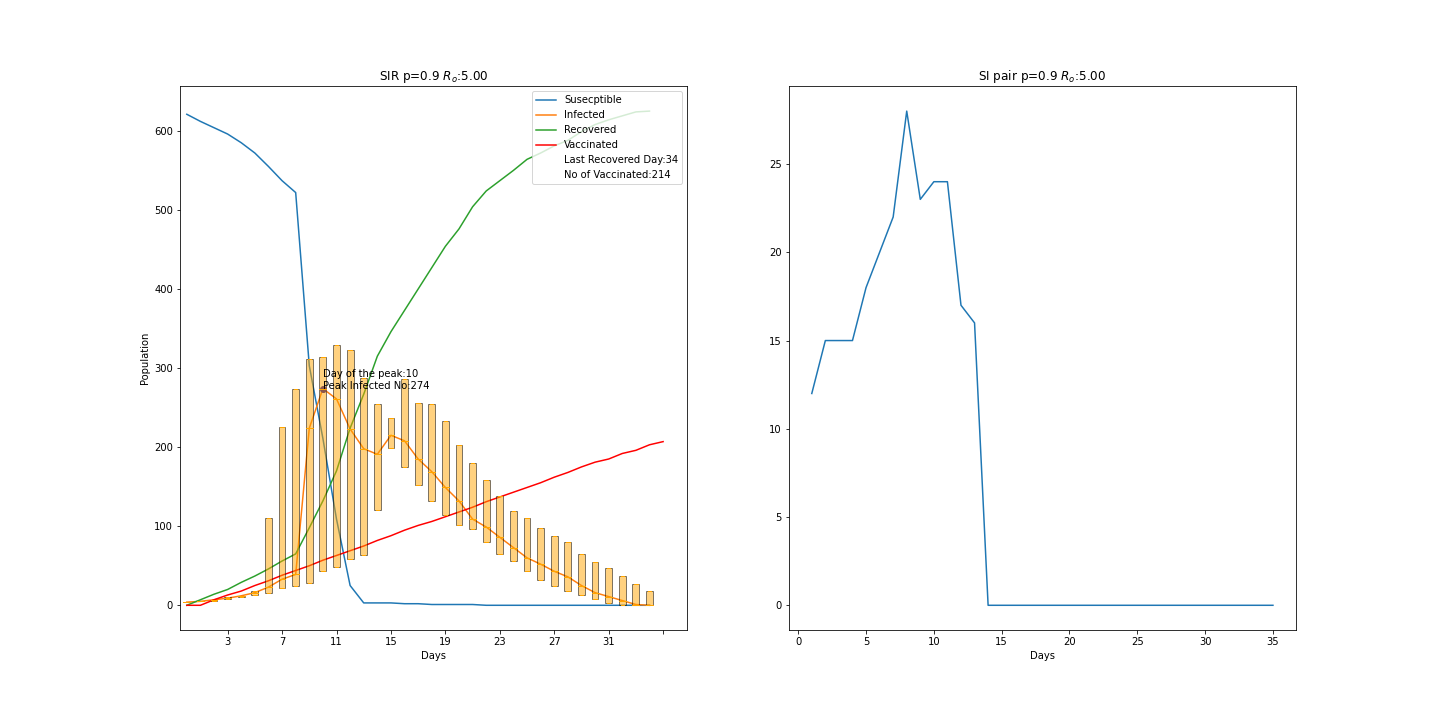 SIR p=0.9 Rₒ:5.00
Susecptible
Infected
Recovered
Vaccinated
Last Recovered Day:34
No of Vaccinated:214
Day of the peak:10
Peak Infected No:274
Population
600
500
400
300
200
100
0
3 7 11 15 19 23 27 31
Days
SI pair p=0.9 Rₒ:5.00
25
20
15
10
5
0
0 5 10 15 20 25 30 35
Days